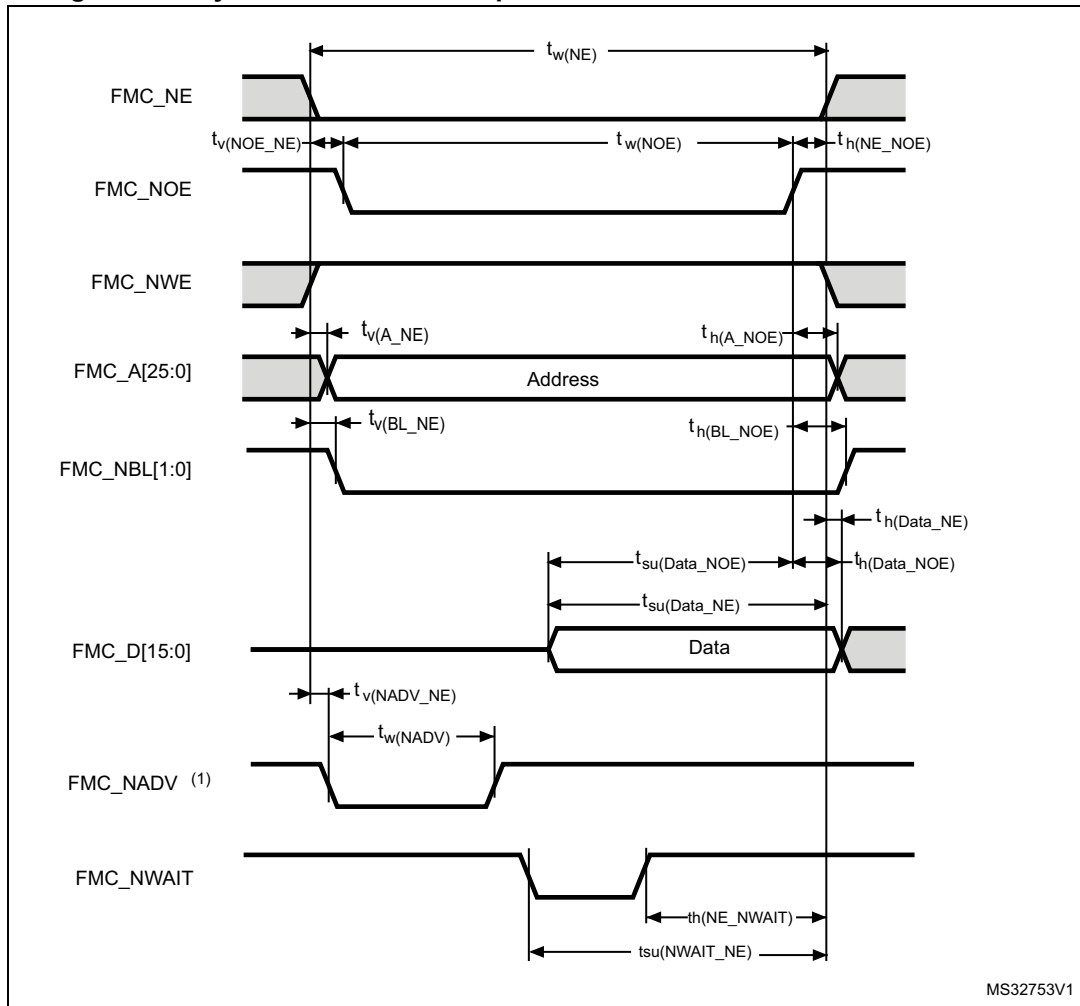 tw(NE)
FMC_NE
tv(NOE_NE)
tw(NOE)
th(NE_NOE)
FMC_NOE
FMC_NWE
tv(A_NE)
th(A_NOE)
FMC_A[25:0]
Address
tv(BL_NE)
th(BL_NOE)
FMC_NBL[1:0]
th(Data_NE)
tsu(Data_NOE)
th(Data_NOE)
tsu(Data_NE)
FMC_D[15:0]
Data
tv(NADV_NE)
tw(NADV)
FMC_NADV (1)
FMC_NWAIT
th(NE_NWAIT)
tsu(NWAIT_NE)
MS32753V1